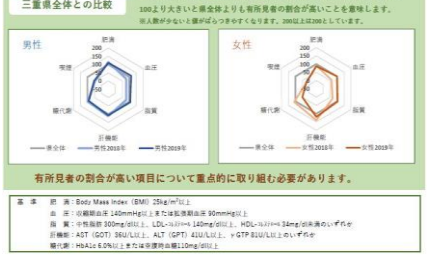 三重県全体との比較
100より大きいと県全体よりも有所見者の割合が高いことを意味します。
※人数が少ないと値がばらつきやすくなります。200以上は200としています。
男性
肥満
200
150
100
50
0
-50
血圧
脂質
肝機能
糖代謝
喫煙
県全体 男性2018年 男性2019年
女性
肥満
200
150
100
50
0
-50
血圧
脂質
肝機能
糖代謝
喫煙
県全体 女性2018年 女性2019年
有所見者の割合が高い項目について重点的に取り組む必要があります。
基 準 肥 満:Body Mass Index (BMI) 25kg/m²以上
血 圧:収縮期血圧 140mmHg以上または拡張期血圧 90mmHg以上
脂 質:中性脂肪 300mg/dl以上、LDL-コレステロール 140mg/dl以上、HDL-コレステロール 34mg/dl未満のいずれか
肝機能:AST (GOT) 36U/L以上、ALT (GPT) 41U/L以上、γGTP 81U/L以上のいずれか
糖代謝:HbA1c 6.0%以上または空腹時血糖110mg/dl以上